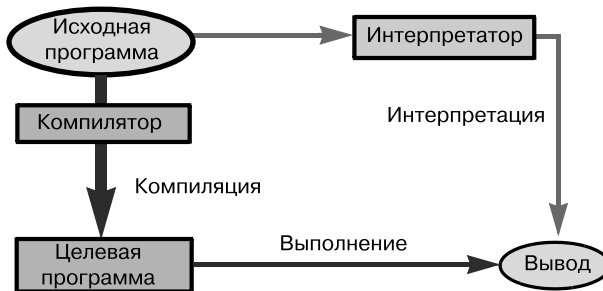 Исходная
программа
Интерпретатор
Компилятор
Интерпретация
Компиляция
Целевая
программа
Выполнение
Вывод